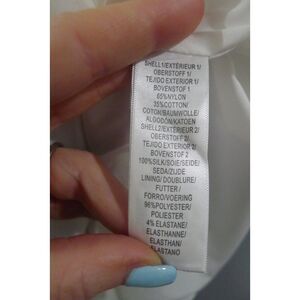 SHELL1/EXTÉRIEUR 1/
OBERSTOFF 1/
TEJIDO EXTERIOR 1/
BOVENSTOF 1
65%NYLON
35%COTTON/
COTON/BAUMWOLLE/
ALGODÓN/KATOEN
SHELL2/EXTÉRIEUR 2/
OBERSTOFF 2/
TEJIDO EXTERIOR 2/
BOVENSTOF 2
100%SILK/SOIE/SEIDE/
SEDA/ZIJDE
LINING/ DOUBLURE/
FUTTER /
FORRO/VOERING
96%POLYESTER/
POLIESTER
4% ELASTANE/
ELASTHANNE/
ELASTHAN/
ELASTANO